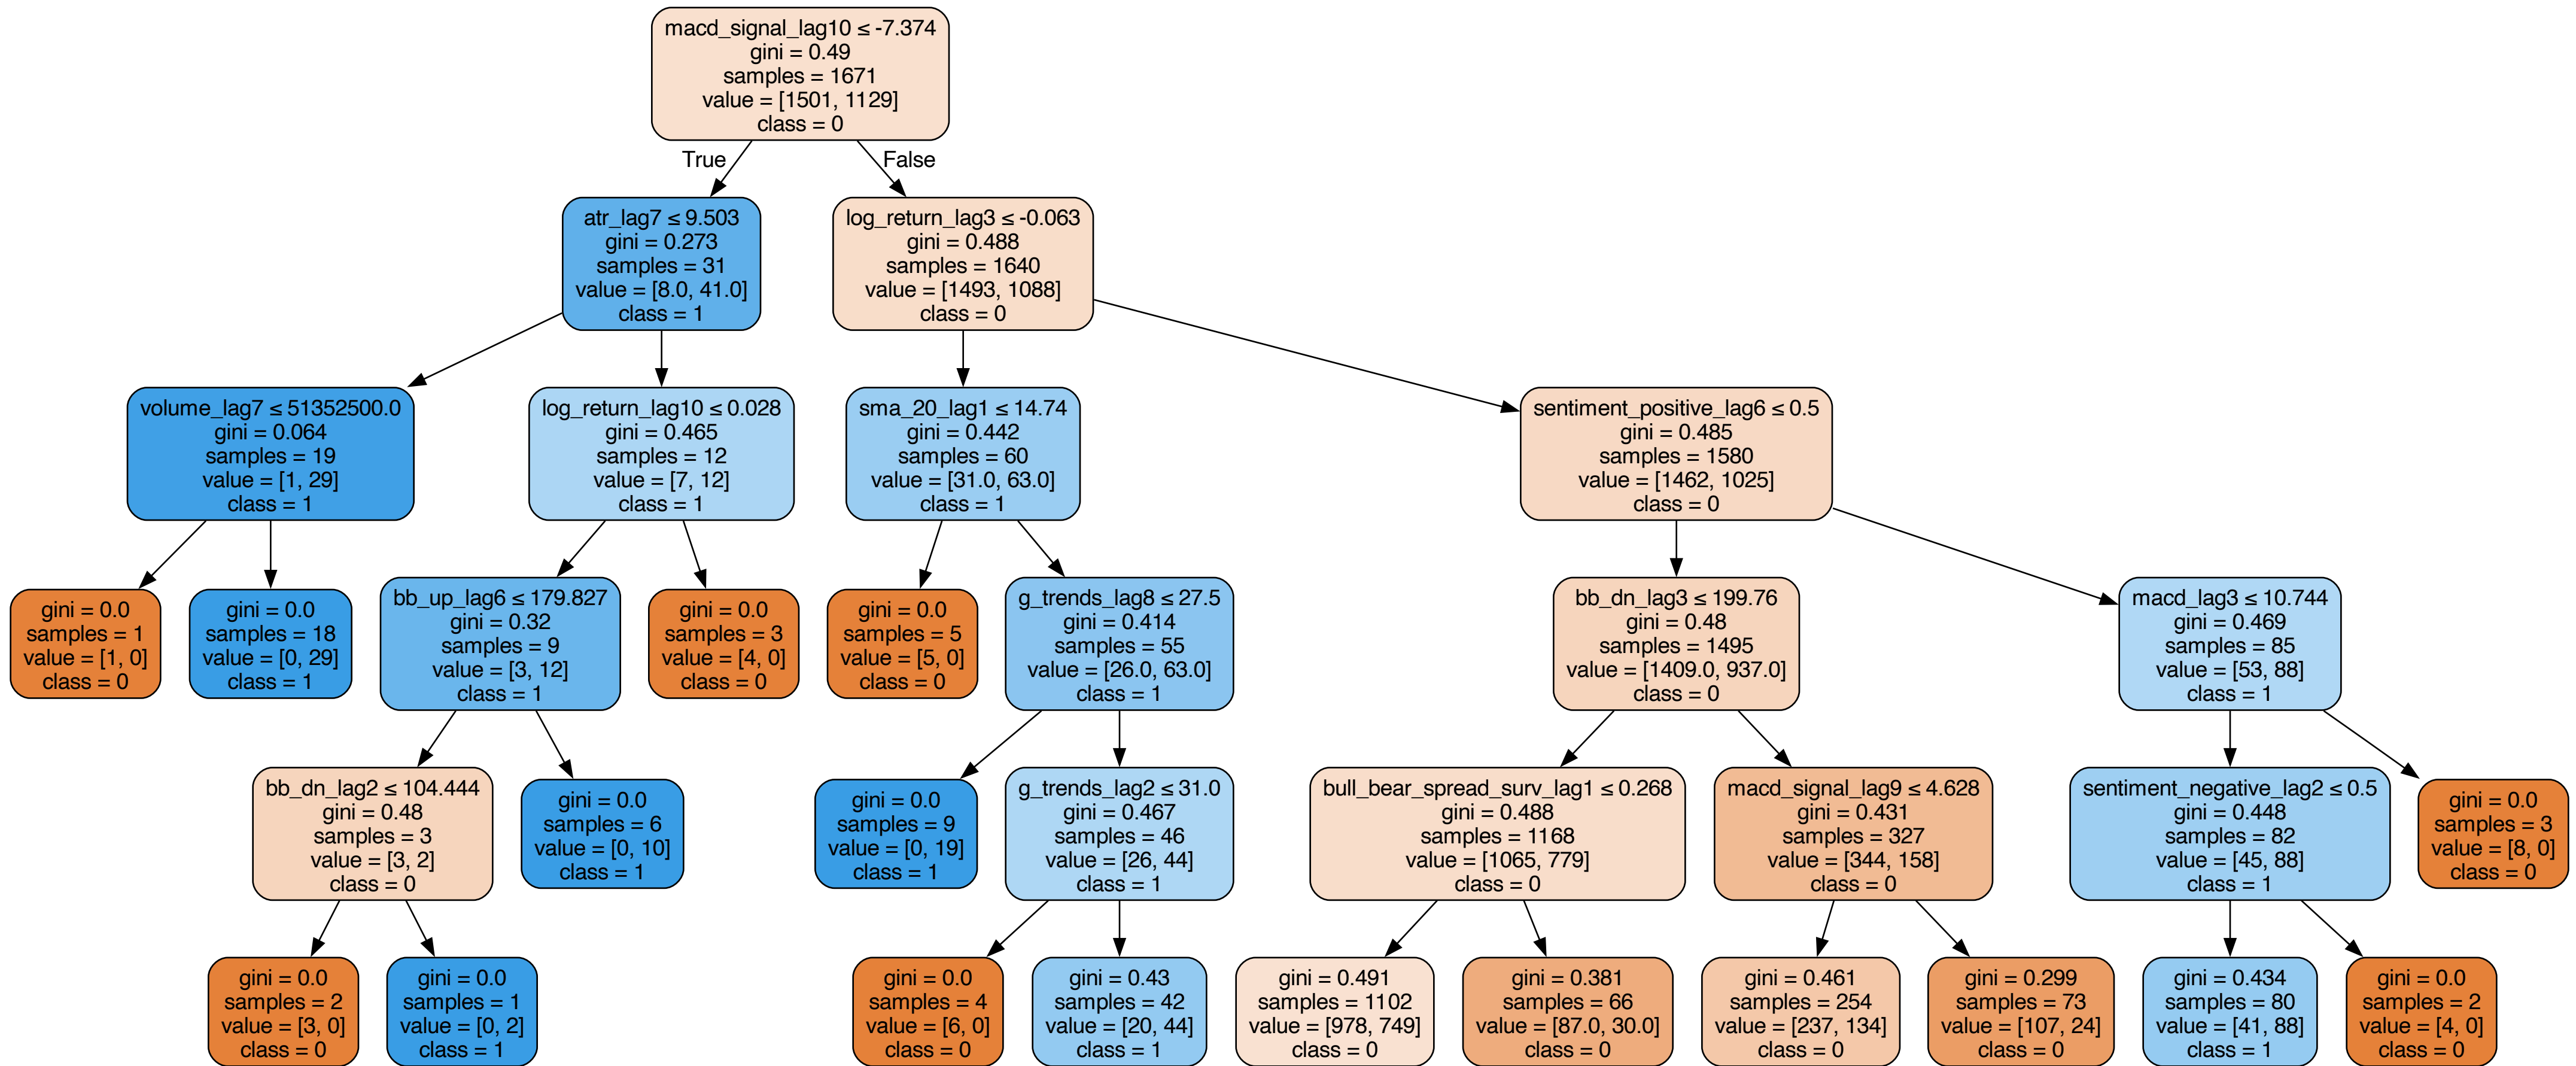 macd_signal_lag10 ≤ -7.374
gini = 0.49
samples = 1671
value = [1501, 1129]
class = 0
True
False
atr_lag7 ≤ 9.503
gini = 0.273
samples = 31
value = [8.0, 41.0]
class = 1
log_return_lag3 ≤ -0.063
gini = 0.488
samples = 1640
value = [1493, 1088]
class = 0
volume_lag7 ≤ 51352500.0
gini = 0.064
samples = 19
value = [1, 29]
class = 1
log_return_lag10 ≤ 0.028
gini = 0.465
samples = 12
value = [7, 12]
class = 1
sma_20_lag1 ≤ 14.74
gini = 0.442
samples = 60
value = [31.0, 63.0]
class = 1
sentiment_positive_lag6 ≤ 0.5
gini = 0.485
samples = 1580
value = [1462, 1025]
class = 0
gini = 0.0
samples = 1
value = [1, 0]
class = 0
gini = 0.0
samples = 18
value = [0, 29]
class = 1
bb_up_lag6 ≤ 179.827
gini = 0.32
samples = 9
value = [3, 12]
class = 1
gini = 0.0
samples = 3
value = [4, 0]
class = 0
gini = 0.0
samples = 5
value = [5, 0]
class = 0
g_trends_lag8 ≤ 27.5
gini = 0.414
samples = 55
value = [26.0, 63.0]
class = 1
bb_dn_lag3 ≤ 199.76
gini = 0.48
samples = 1495
value = [1409.0, 937.0]
class = 0
macd_lag3 ≤ 10.744
gini = 0.469
samples = 85
value = [53, 88]
class = 1
bb_dn_lag2 ≤ 104.444
gini = 0.48
samples = 3
value = [3, 2]
class = 0
gini = 0.0
samples = 6
value = [0, 10]
class = 1
gini = 0.0
samples = 9
value = [0, 19]
class = 1
g_trends_lag2 ≤ 31.0
gini = 0.467
samples = 46
value = [26, 44]
class = 1
bull_bear_spread_surv_lag1 ≤ 0.268
gini = 0.488
samples = 1168
value = [1065, 779]
class = 0
macd_signal_lag9 ≤ 4.628
gini = 0.431
samples = 327
value = [344, 158]
class = 0
sentiment_negative_lag2 ≤ 0.5
gini = 0.448
samples = 82
value = [45, 88]
class = 1
gini = 0.0
samples = 3
value = [8, 0]
class = 0
gini = 0.0
samples = 2
value = [3, 0]
class = 0
gini = 0.0
samples = 1
value = [0, 2]
class = 1
gini = 0.0
samples = 4
value = [6, 0]
class = 0
gini = 0.43
samples = 42
value = [20, 44]
class = 1
gini = 0.491
samples = 1102
value = [978, 749]
class = 0
gini = 0.381
samples = 66
value = [87.0, 30.0]
class = 0
gini = 0.461
samples = 254
value = [237, 134]
class = 0
gini = 0.299
samples = 73
value = [107, 24]
class = 0
gini = 0.434
samples = 80
value = [41, 88]
class = 1
gini = 0.0
samples = 2
value = [4, 0]
class = 0